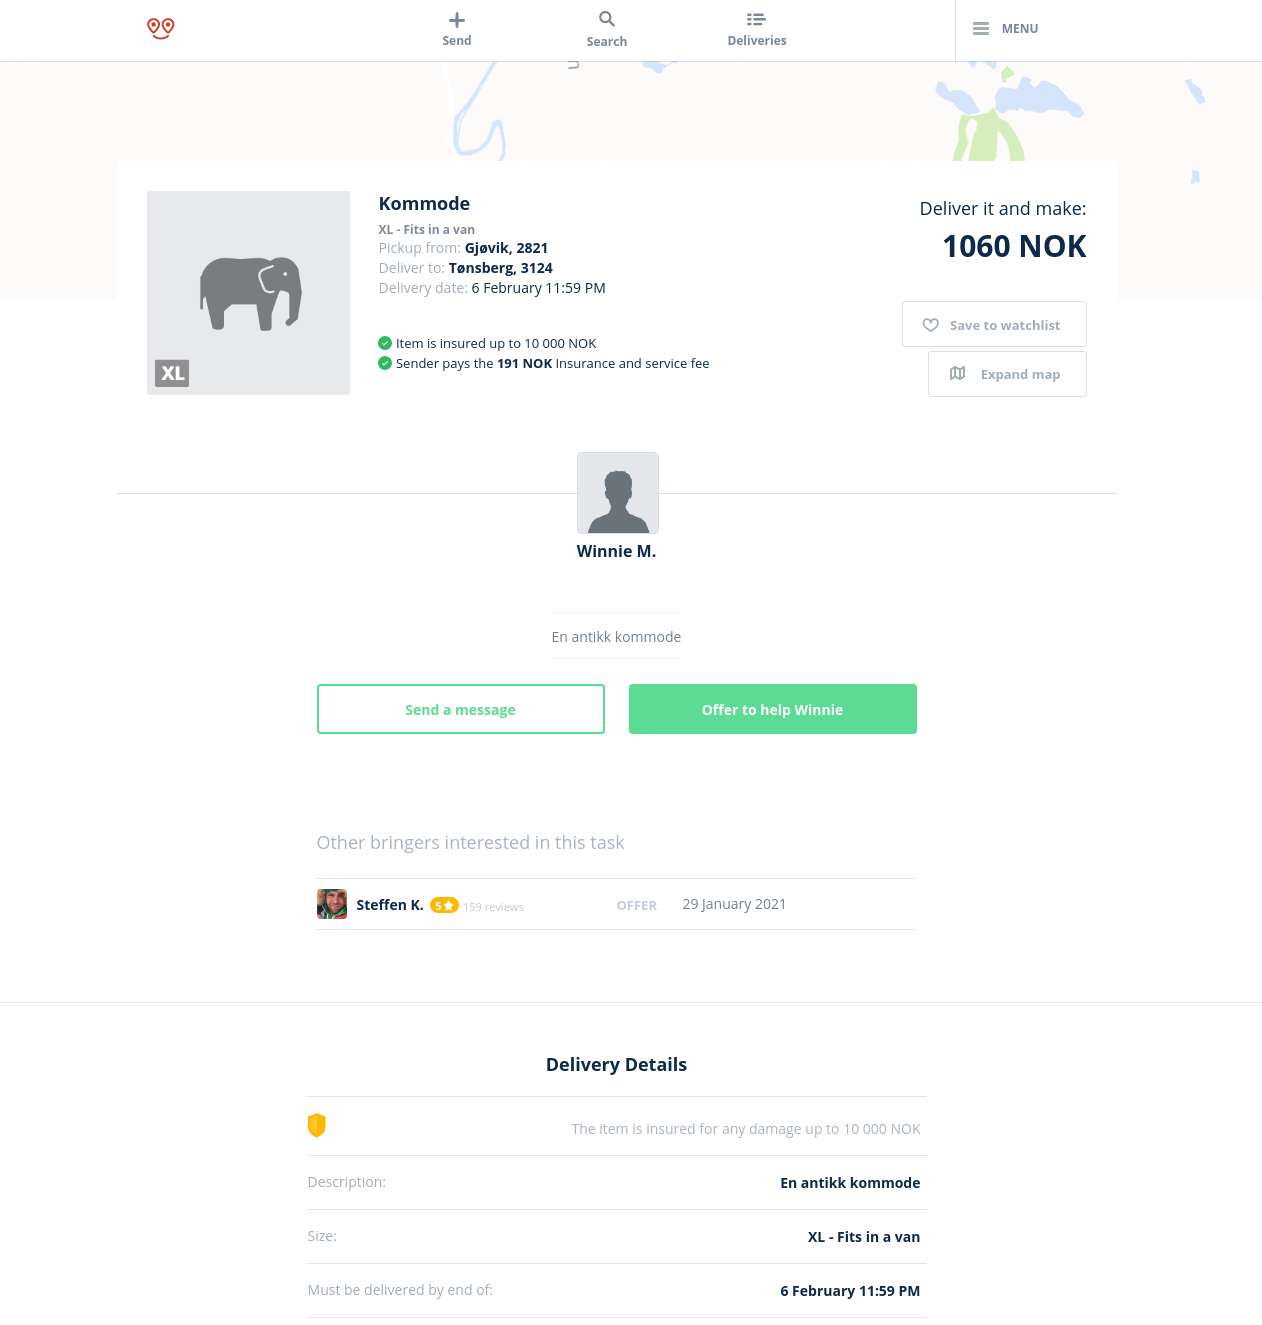 Send
Search
Deliveries
MENU
Kommode
XL - Fits in a van
Pickup from: Gjøvik, 2821
Deliver to: Tønsberg, 3124
Delivery date: 6 February 11:59 PM
Item is insured up to 10 000 NOK
Sender pays the 191 NOK Insurance and service fee
XL
Deliver it and make:
1060 NOK
Save to watchlist
Expand map
Winnie M.
En antikk kommode
Send a message
Offer to help Winnie
Other bringers interested in this task
Steffen K. 5 159 reviews OFFER 29 January 2021
Delivery Details
The item is insured for any damage up to 10 000 NOK
Description: En antikk kommode
Size: XL - Fits in a van
Must be delivered by end of: 6 February 11:59 PM